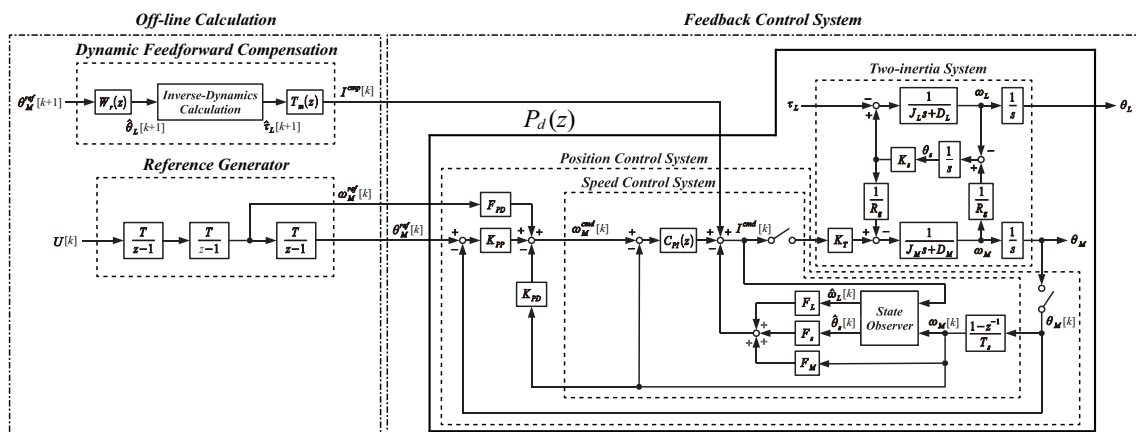 Off-line Calculation
Dynamic Feedforward Compensation
θ_M^ref[k+1]
W_r(z)
θ̂_L[k+1]
Inverse-Dynamics
Calculation
τ̂_L[k+1]
T_m(z)
I^cmp[k]
Reference Generator
U[k]
T
z-1
T
z-1
T
z-1
ω_M^ref[k]
θ_M^ref[k]
Feedback Control System
P_d(z)
Position Control System
Speed Control System
F_PD
+
−
K_PP
+
+
−
K_PD
ω_M^cmd[k]
+
−
C_PI(z)
+
+
−
I^cmd[k]
Two-inertia System
τ_L
−
+
1
J_L s+D_L
ω_L
1
s
θ_L
K_s
θ_s
1
s
−
+
1
R_g
1
R_g
K_T
+
−
1
J_M s+D_M
ω_M
1
s
θ_M
F_L
ω̂_L[k]
F_s
θ̂_s[k]
State
Observer
F_M
+
+
+
ω_M[k]
1-z⁻¹
T_s
θ_M[k]